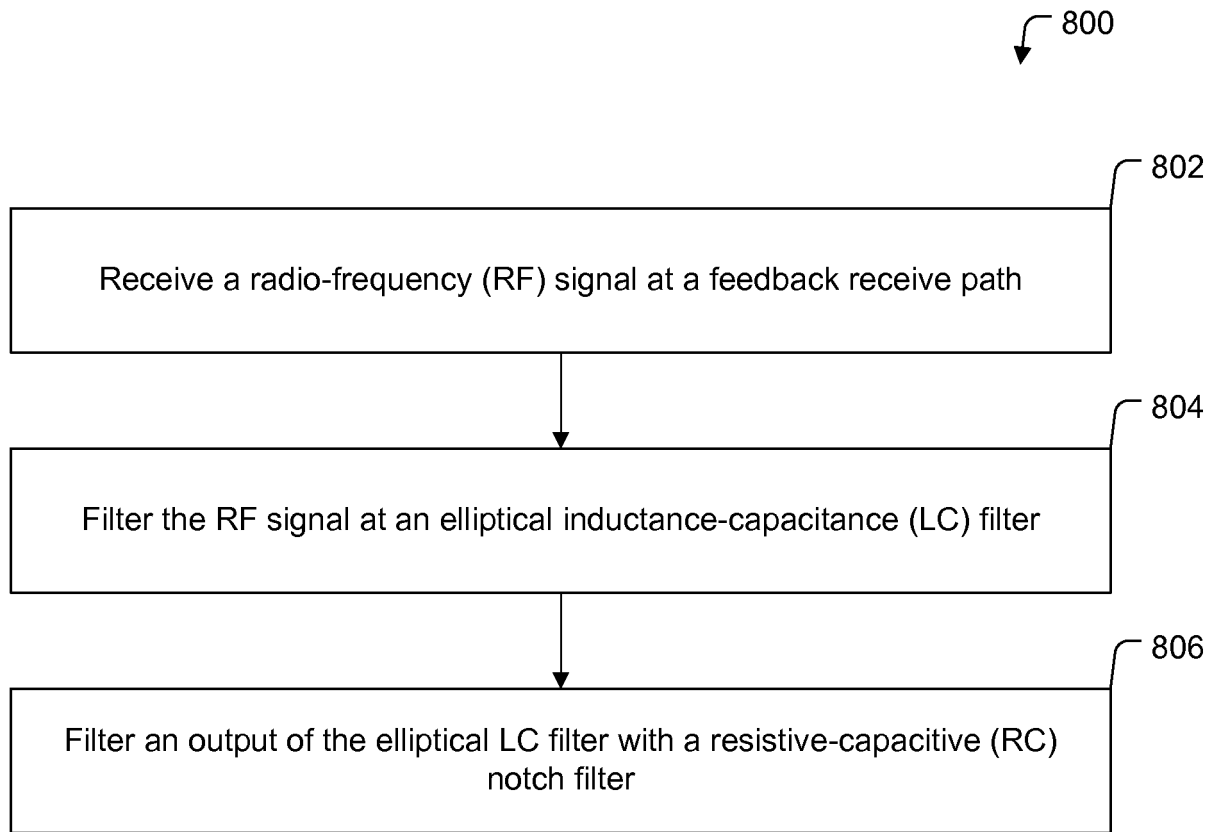 800
802
Receive a radio-frequency (RF) signal at a feedback receive path
804
Filter the RF signal at an elliptical inductance-capacitance (LC) filter
806
Filter an output of the elliptical LC filter with a resistive-capacitive (RC)
notch filter